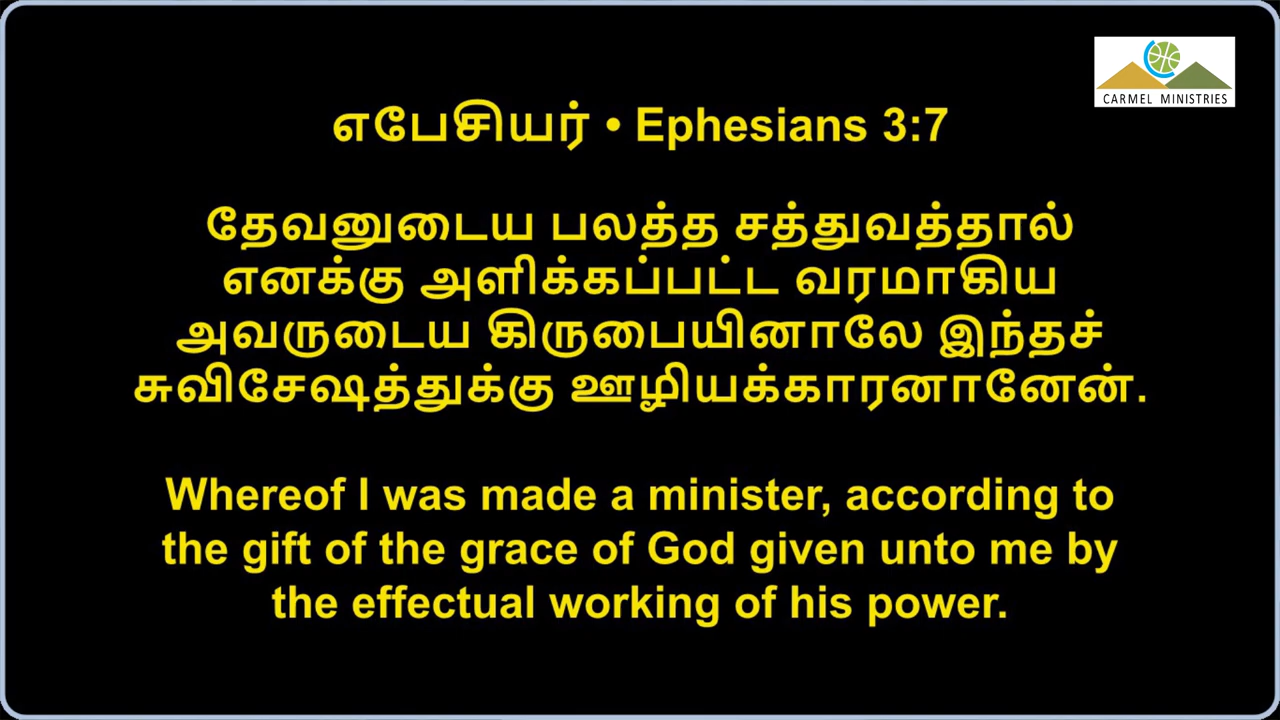 CARMEL MINISTRIES
எபேசியர் • Ephesians 3:7
தேவனுடைய பலத்த சத்துவத்தால்
எனக்கு அளிக்கப்பட்ட வரமாகிய
அவருடைய கிருபையினாலே இந்தச்
சுவிசேஷத்துக்கு ஊழியக்காரனானேன்.
Whereof I was made a minister, according to
the gift of the grace of God given unto me by
the effectual working of his power.